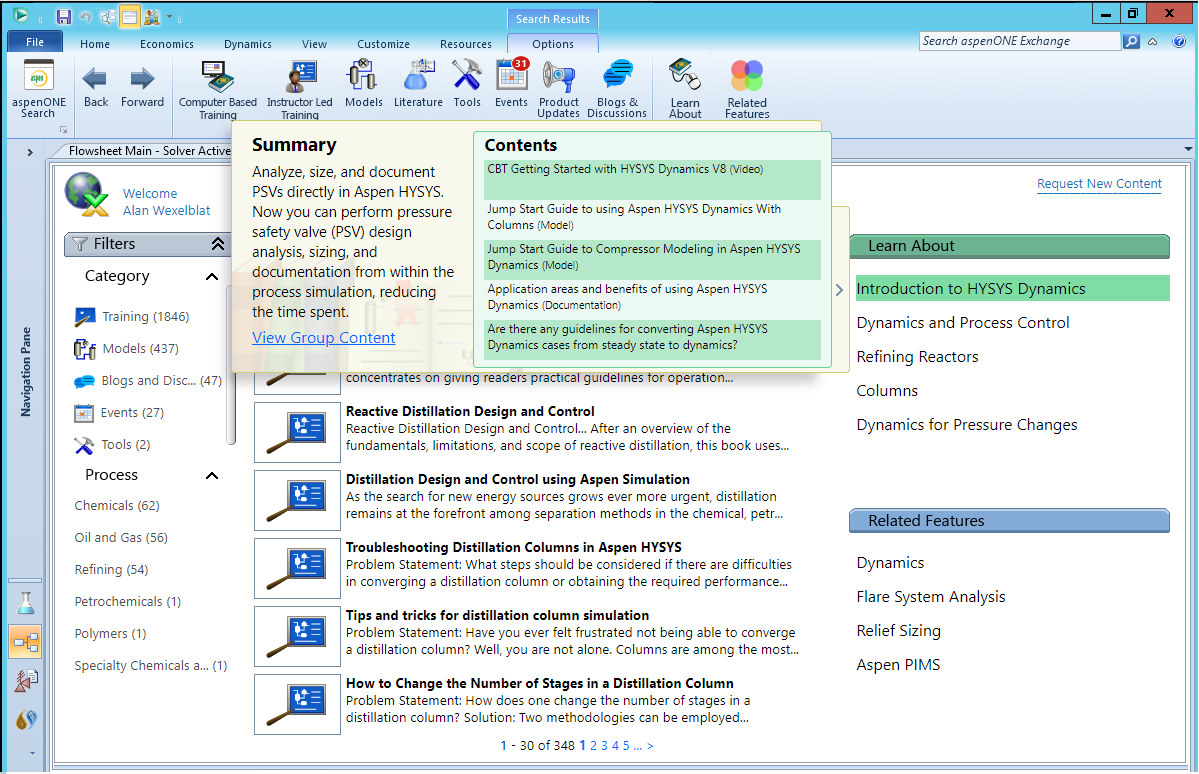 Search Results
File
Home
Economics
Dynamics
View
Customize
Resources
Options
Search aspenONE Exchange
aspenONE
Search
Back
Forward
Computer Based
Training
Instructor Led
Training
Models
Literature
Tools
31
Events
Product
Updates
Blogs &
Discussions
Learn
About
Related
Features
Flowsheet Main - Solver Active
Navigation Pane
Welcome
Alan Wexelblat
Request New Content
Filters
Category
Training (1846)
Models (437)
Blogs and Disc... (47)
Events (27)
Tools (2)
Process
Chemicals (62)
Oil and Gas (56)
Refining (54)
Petrochemicals (1)
Polymers (1)
Specialty Chemicals a... (1)
Summary
Analyze, size, and document
PSVs directly in Aspen HYSYS.
Now you can perform pressure
safety valve (PSV) design
analysis, sizing, and
documentation from within the
process simulation, reducing
the time spent.
View Group Content
Contents
CBT Getting Started with HYSYS Dynamics V8 (Video)
Jump Start Guide to using Aspen HYSYS Dynamics With
Columns (Model)
Jump Start Guide to Compressor Modeling in Aspen HYSYS
Dynamics (Model)
Application areas and benefits of using Aspen HYSYS
Dynamics (Documentation)
Are there any guidelines for converting Aspen HYSYS
Dynamics cases from steady state to dynamics?
concentrates on giving readers practical guidelines for operation...
Reactive Distillation Design and Control
Reactive Distillation Design and Control... After an overview of the
fundamentals, limitations, and scope of reactive distillation, this book uses...
Distillation Design and Control using Aspen Simulation
As the search for new energy sources grows ever more urgent, distillation
remains at the forefront among separation methods in the chemical, petr...
Troubleshooting Distillation Columns in Aspen HYSYS
Problem Statement: What steps should be considered if there are difficulties
in converging a distillation column or obtaining the required performance...
Tips and tricks for distillation column simulation
Problem Statement: Have you ever felt frustrated not being able to converge
a distillation column? Well, you are not alone. Columns are among the most...
How to Change the Number of Stages in a Distillation Column
Problem Statement: How does one change the number of stages in a
distillation column? Solution: Two methodologies can be employed...
1 - 30 of 348 1 2 3 4 5 ... >
Learn About
Introduction to HYSYS Dynamics
Dynamics and Process Control
Refining Reactors
Columns
Dynamics for Pressure Changes
Related Features
Dynamics
Flare System Analysis
Relief Sizing
Aspen PIMS